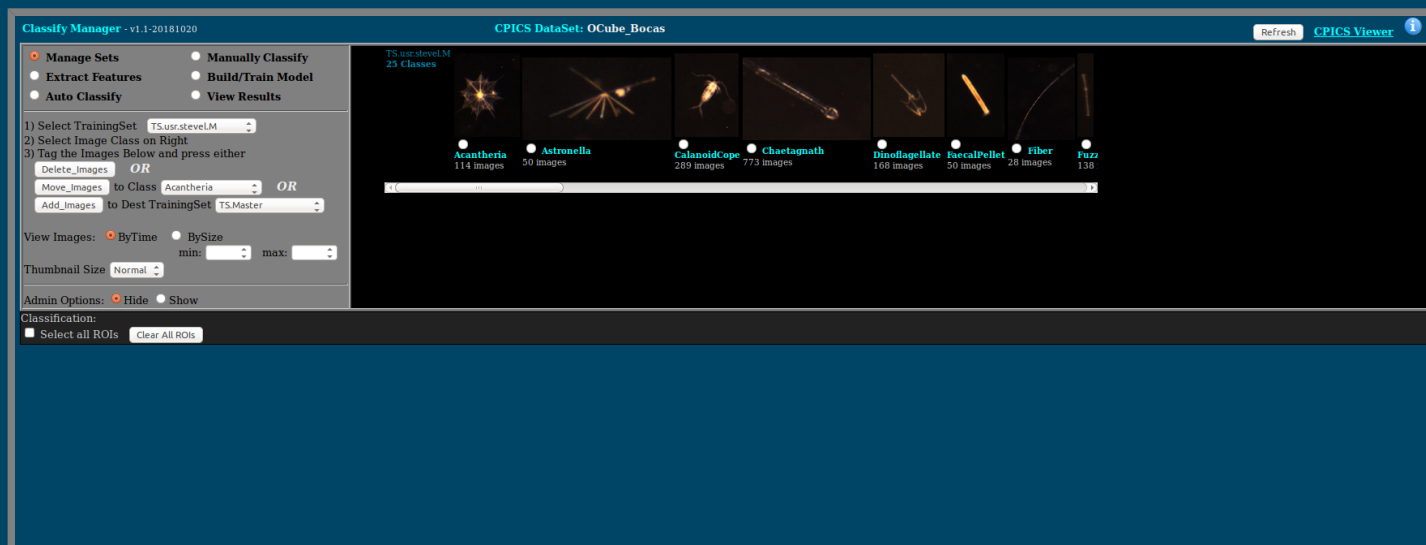 Classify Manager - v1.1-20181020
CPICS DataSet: OCube_Bocas
Refresh CPICS Viewer i
Manage Sets Manually Classify
Extract Features Build/Train Model
Auto Classify View Results
1) Select TrainingSet TS.usr.stevel.M
2) Select Image Class on Right
3) Tag the Images Below and press either
Delete_Images OR
Move_Images to Class Acantheria OR
Add_Images to Dest TrainingSet TS.Master
View Images: ByTime BySize
min: max:
Thumbnail Size Normal
Admin Options: Hide Show
TS.usr.stevel.M
25 Classes
Acantheria
114 images
Astronella
50 images
CalanoidCope
289 images
Chaetagnath
773 images
Dinoflagellate
168 images
FaecalPellet
50 images
Fiber
28 images
Fuzz
138
Classification:
Select all ROIs Clear All ROIs